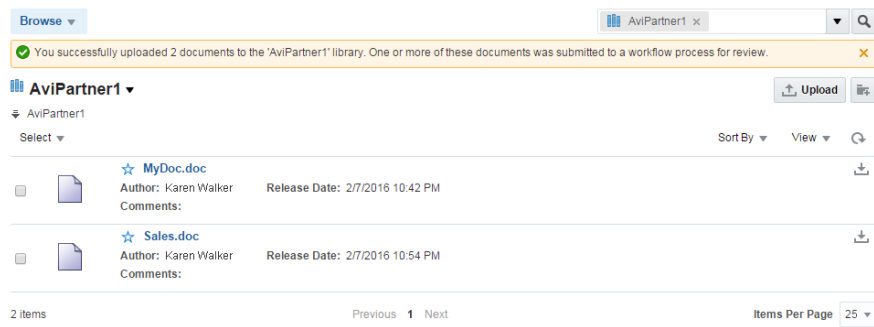 Browse
AviPartner1 ×
You successfully uploaded 2 documents to the 'AviPartner1' library. One or more of these documents was submitted to a workflow process for review.
AviPartner1
Upload
AviPartner1
Select Sort By View
MyDoc.doc
Author: Karen Walker Release Date: 2/7/2016 10:42 PM
Comments:
Sales.doc
Author: Karen Walker Release Date: 2/7/2016 10:54 PM
Comments:
2 items Previous 1 Next Items Per Page 25